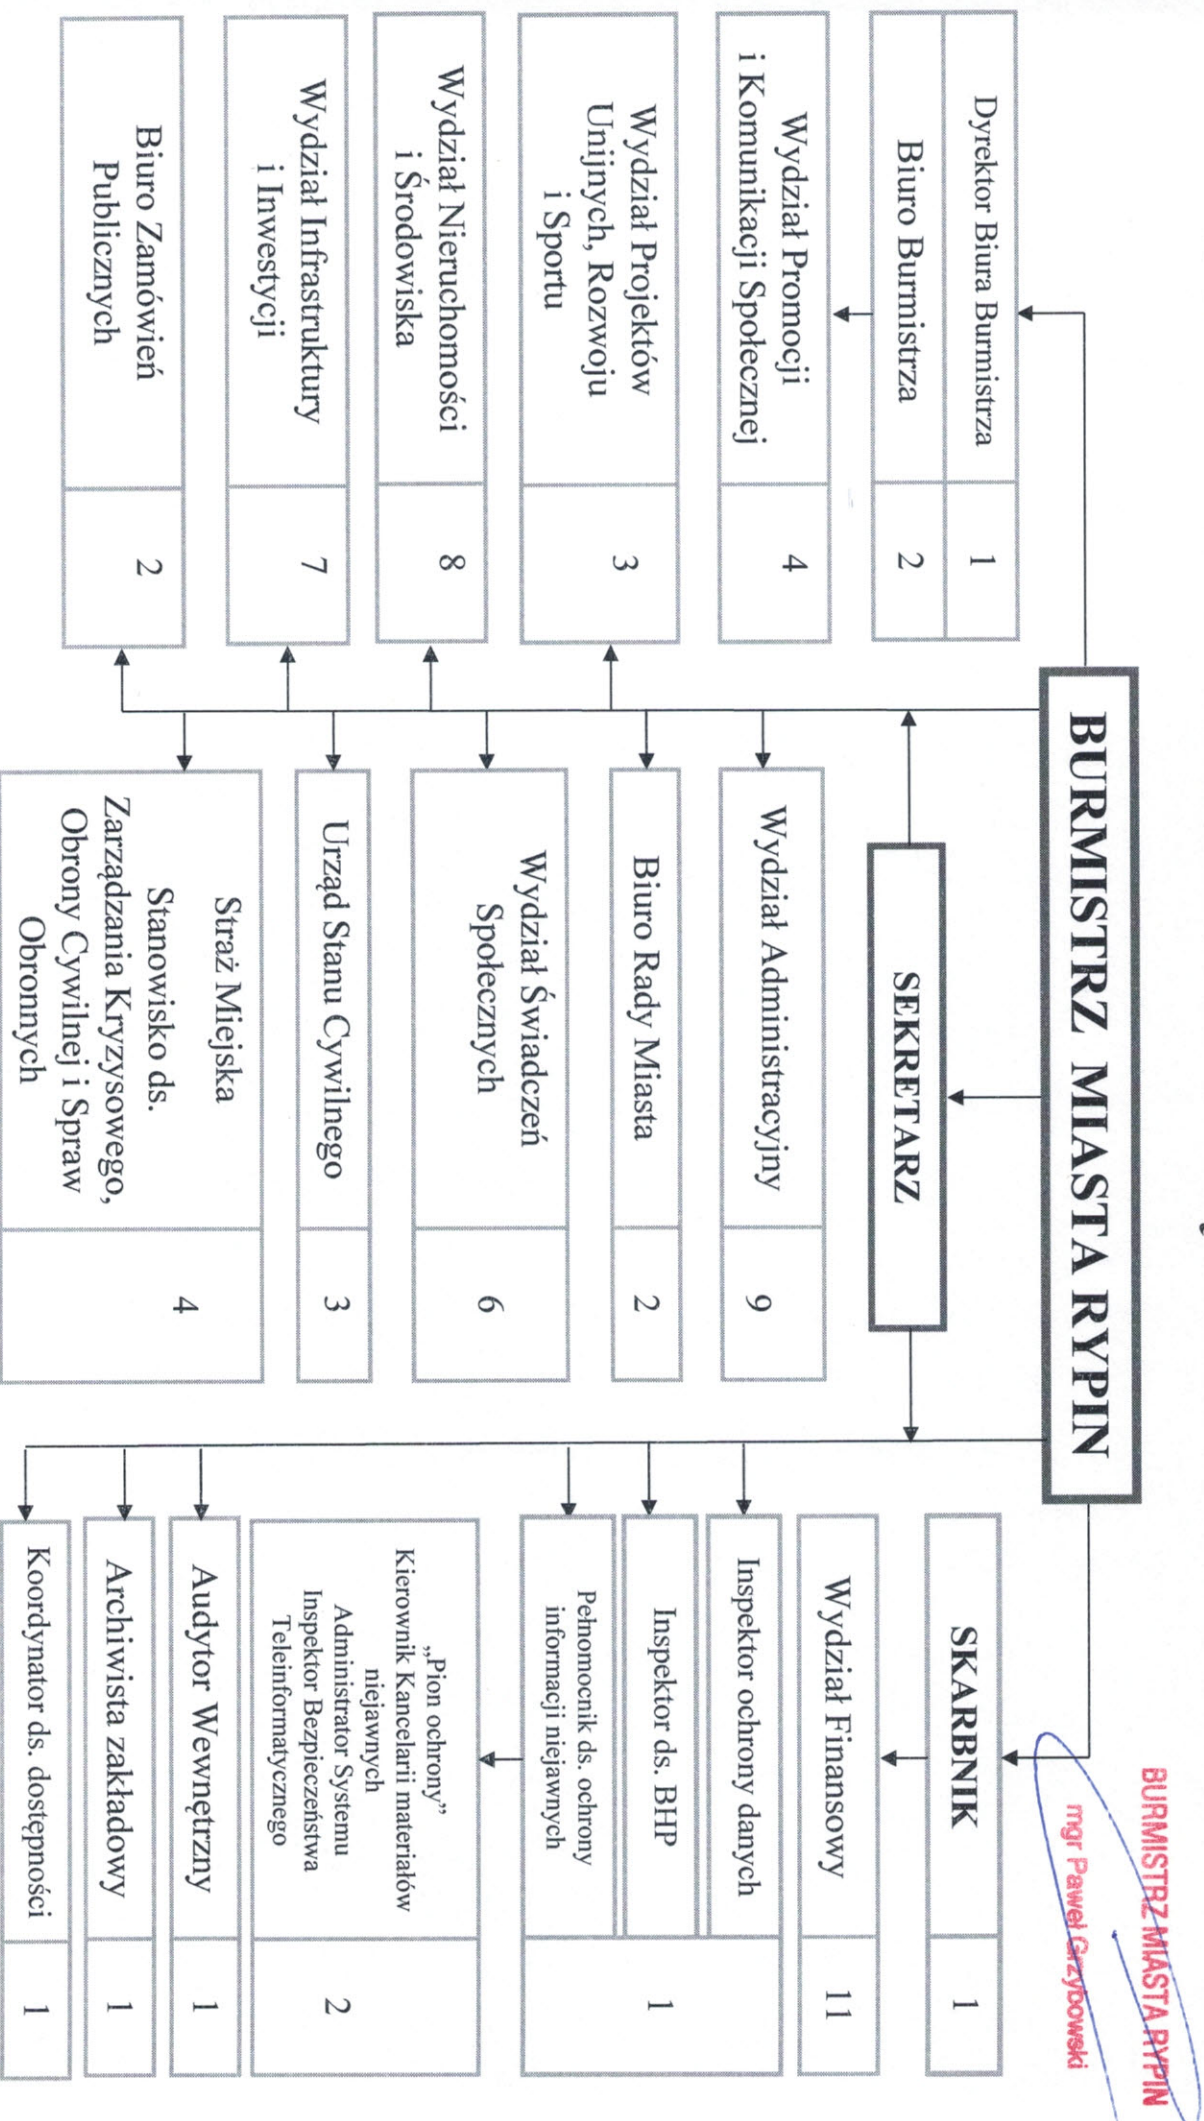 BURMISTRZ MIASTA RYPIN
mgr Paweł Grzybowski
BURMISTRZ MIASTA RYPIN
SEKRETARZ
Dyrektor Biura Burmistrza
1
Biuro Burmistrza
2
Wydział Promocji
i Komunikacji Społecznej
4
Wydział Projektów
Unijnych, Rozwoju
i Sportu
3
Wydział Nieruchomości
i Środowiska
8
Wydział Infrastruktury
i Inwestycji
7
Biuro Zamówień
Publicznych
2
Wydział Administracyjny
9
Biuro Rady Miasta
2
Wydział Świadczeń
Społecznych
6
Urząd Stanu Cywilnego
3
Straż Miejska
Stanowisko ds.
Zarządzania Kryzysowego,
Obrony Cywilnej i Spraw
Obronnych
4
SKARBNIK
1
Wydział Finansowy
11
Inspektor ochrony danych
Inspektor ds. BHP
Pełnomocnik ds. ochrony
informacji niejawnych
1
„Pion ochrony”
Kierownik Kancelarii materiałów
niejawnych
Administrator Systemu
Inspektor Bezpieczeństwa
Teleinformatycznego
2
Audytor Wewnętrzny
1
Archiwista zakładowy
1
Koordynator ds. dostępności
1